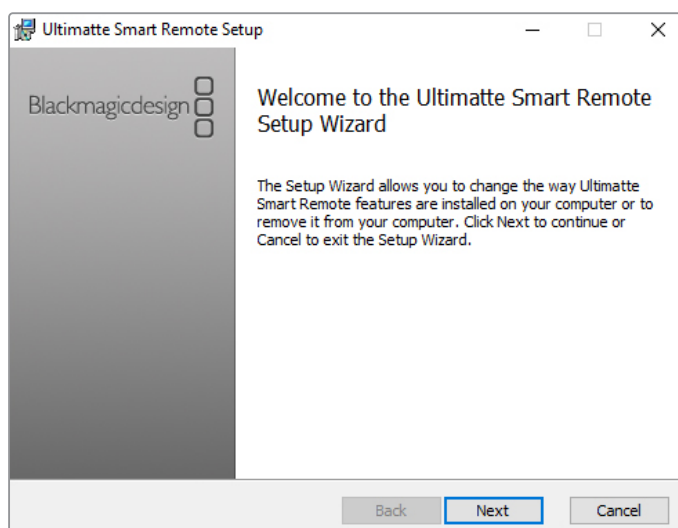 Ultimatte Smart Remote Setup
Blackmagicdesign
Welcome to the Ultimatte Smart Remote
Setup Wizard
The Setup Wizard allows you to change the way Ultimatte
Smart Remote features are installed on your computer or to
remove it from your computer. Click Next to continue or
Cancel to exit the Setup Wizard.
Back Next Cancel